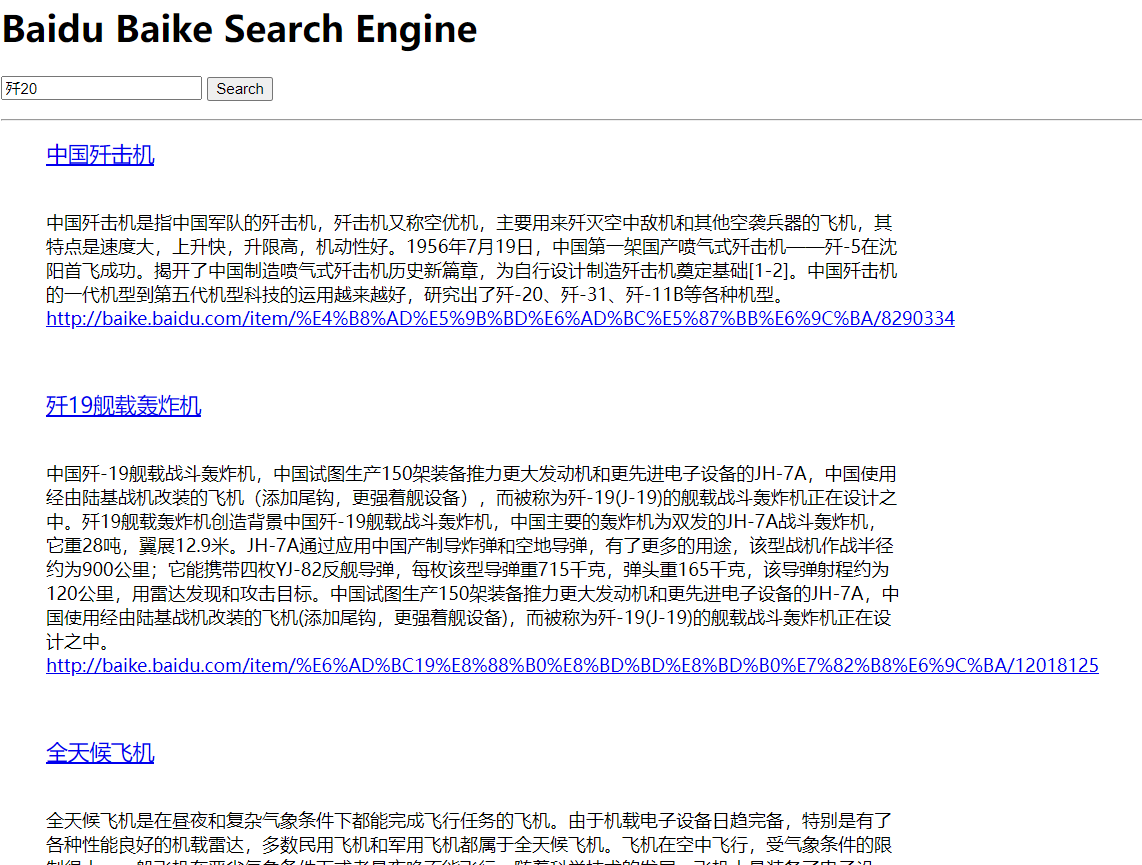 Baidu Baike Search Engine
歼20
Search
中国歼击机
中国歼击机是指中国军队的歼击机，歼击机又称空优机，主要用来歼灭空中敌机和其他空袭兵器的飞机，其
特点是速度大，上升快，升限高，机动性好。1956年7月19日，中国第一架国产喷气式歼击机——歼-5在沈
阳首飞成功。揭开了中国制造喷气式歼击机历史新篇章，为自行设计制造歼击机奠定基础[1-2]。中国歼击机
的一代机型到第五代机型科技的运用越来越好，研究出了歼-20、歼-31、歼-11B等各种机型。
http://baike.baidu.com/item/%E4%B8%AD%E5%9B%BD%E6%AD%BC%E5%87%BB%E6%9C%BA/8290334
歼19舰载轰炸机
中国歼-19舰载战斗轰炸机，中国试图生产150架装备推力更大发动机和更先进电子设备的JH-7A，中国使用
经由陆基战机改装的飞机（添加尾钩，更强着舰设备），而被称为歼-19(J-19)的舰载战斗轰炸机正在设计之
中。歼19舰载轰炸机创造背景中国歼-19舰载战斗轰炸机，中国主要的轰炸机为双发的JH-7A战斗轰炸机，
它重28吨，翼展12.9米。JH-7A通过应用中国产制导炸弹和空地导弹，有了更多的用途，该型战机作战半径
约为900公里；它能携带四枚YJ-82反舰导弹，每枚该型导弹重715千克，弹头重165千克，该导弹射程约为
120公里，用雷达发现和攻击目标。中国试图生产150架装备推力更大发动机和更先进电子设备的JH-7A，中
国使用经由陆基战机改装的飞机(添加尾钩，更强着舰设备)，而被称为歼-19(J-19)的舰载战斗轰炸机正在设
计之中。
http://baike.baidu.com/item/%E6%AD%BC19%E8%88%B0%E8%BD%BD%E8%BD%B0%E7%82%B8%E6%9C%BA/12018125
全天候飞机
全天候飞机是在昼夜和复杂气象条件下都能完成飞行任务的飞机。由于机载电子设备日趋完备，特别是有了
各种性能良好的机载雷达，多数民用飞机和军用飞机都属于全天候飞机。飞机在空中飞行，受气象条件的限